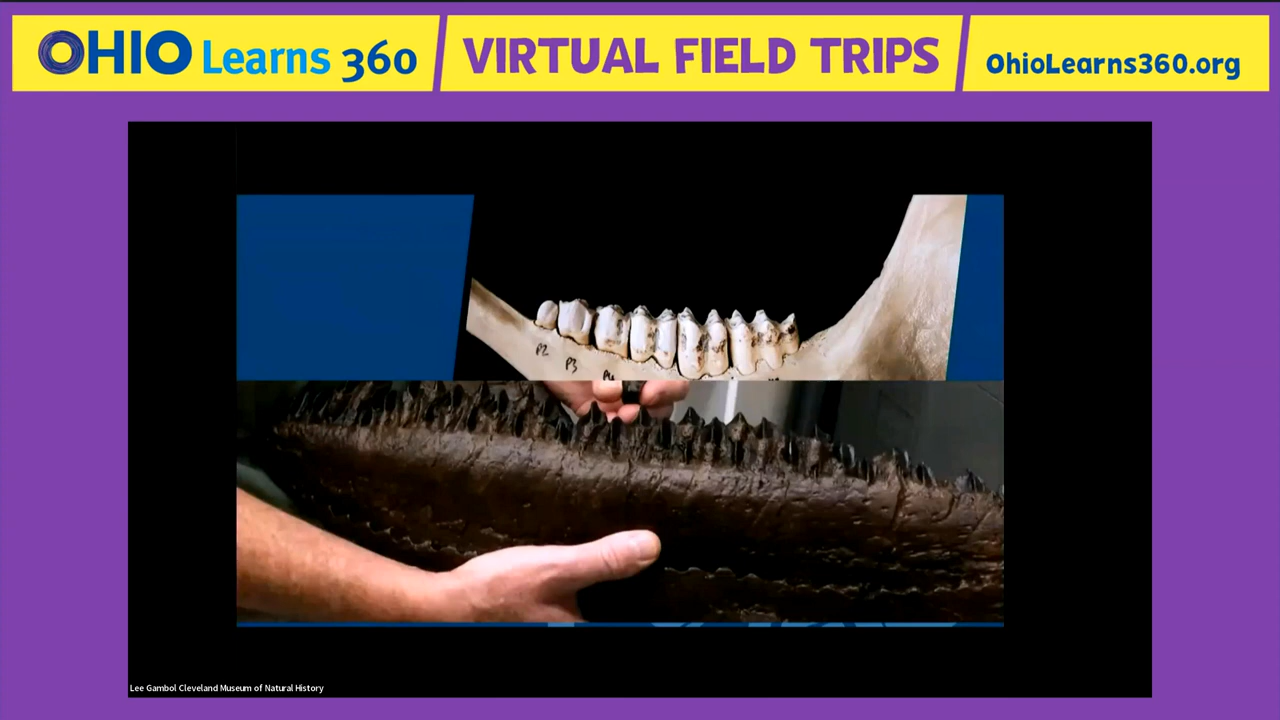 OHIO Learns 360
VIRTUAL FIELD TRIPS
OhioLearns360.org
P2
P3
P4
Lee Gambol Cleveland Museum of Natural History